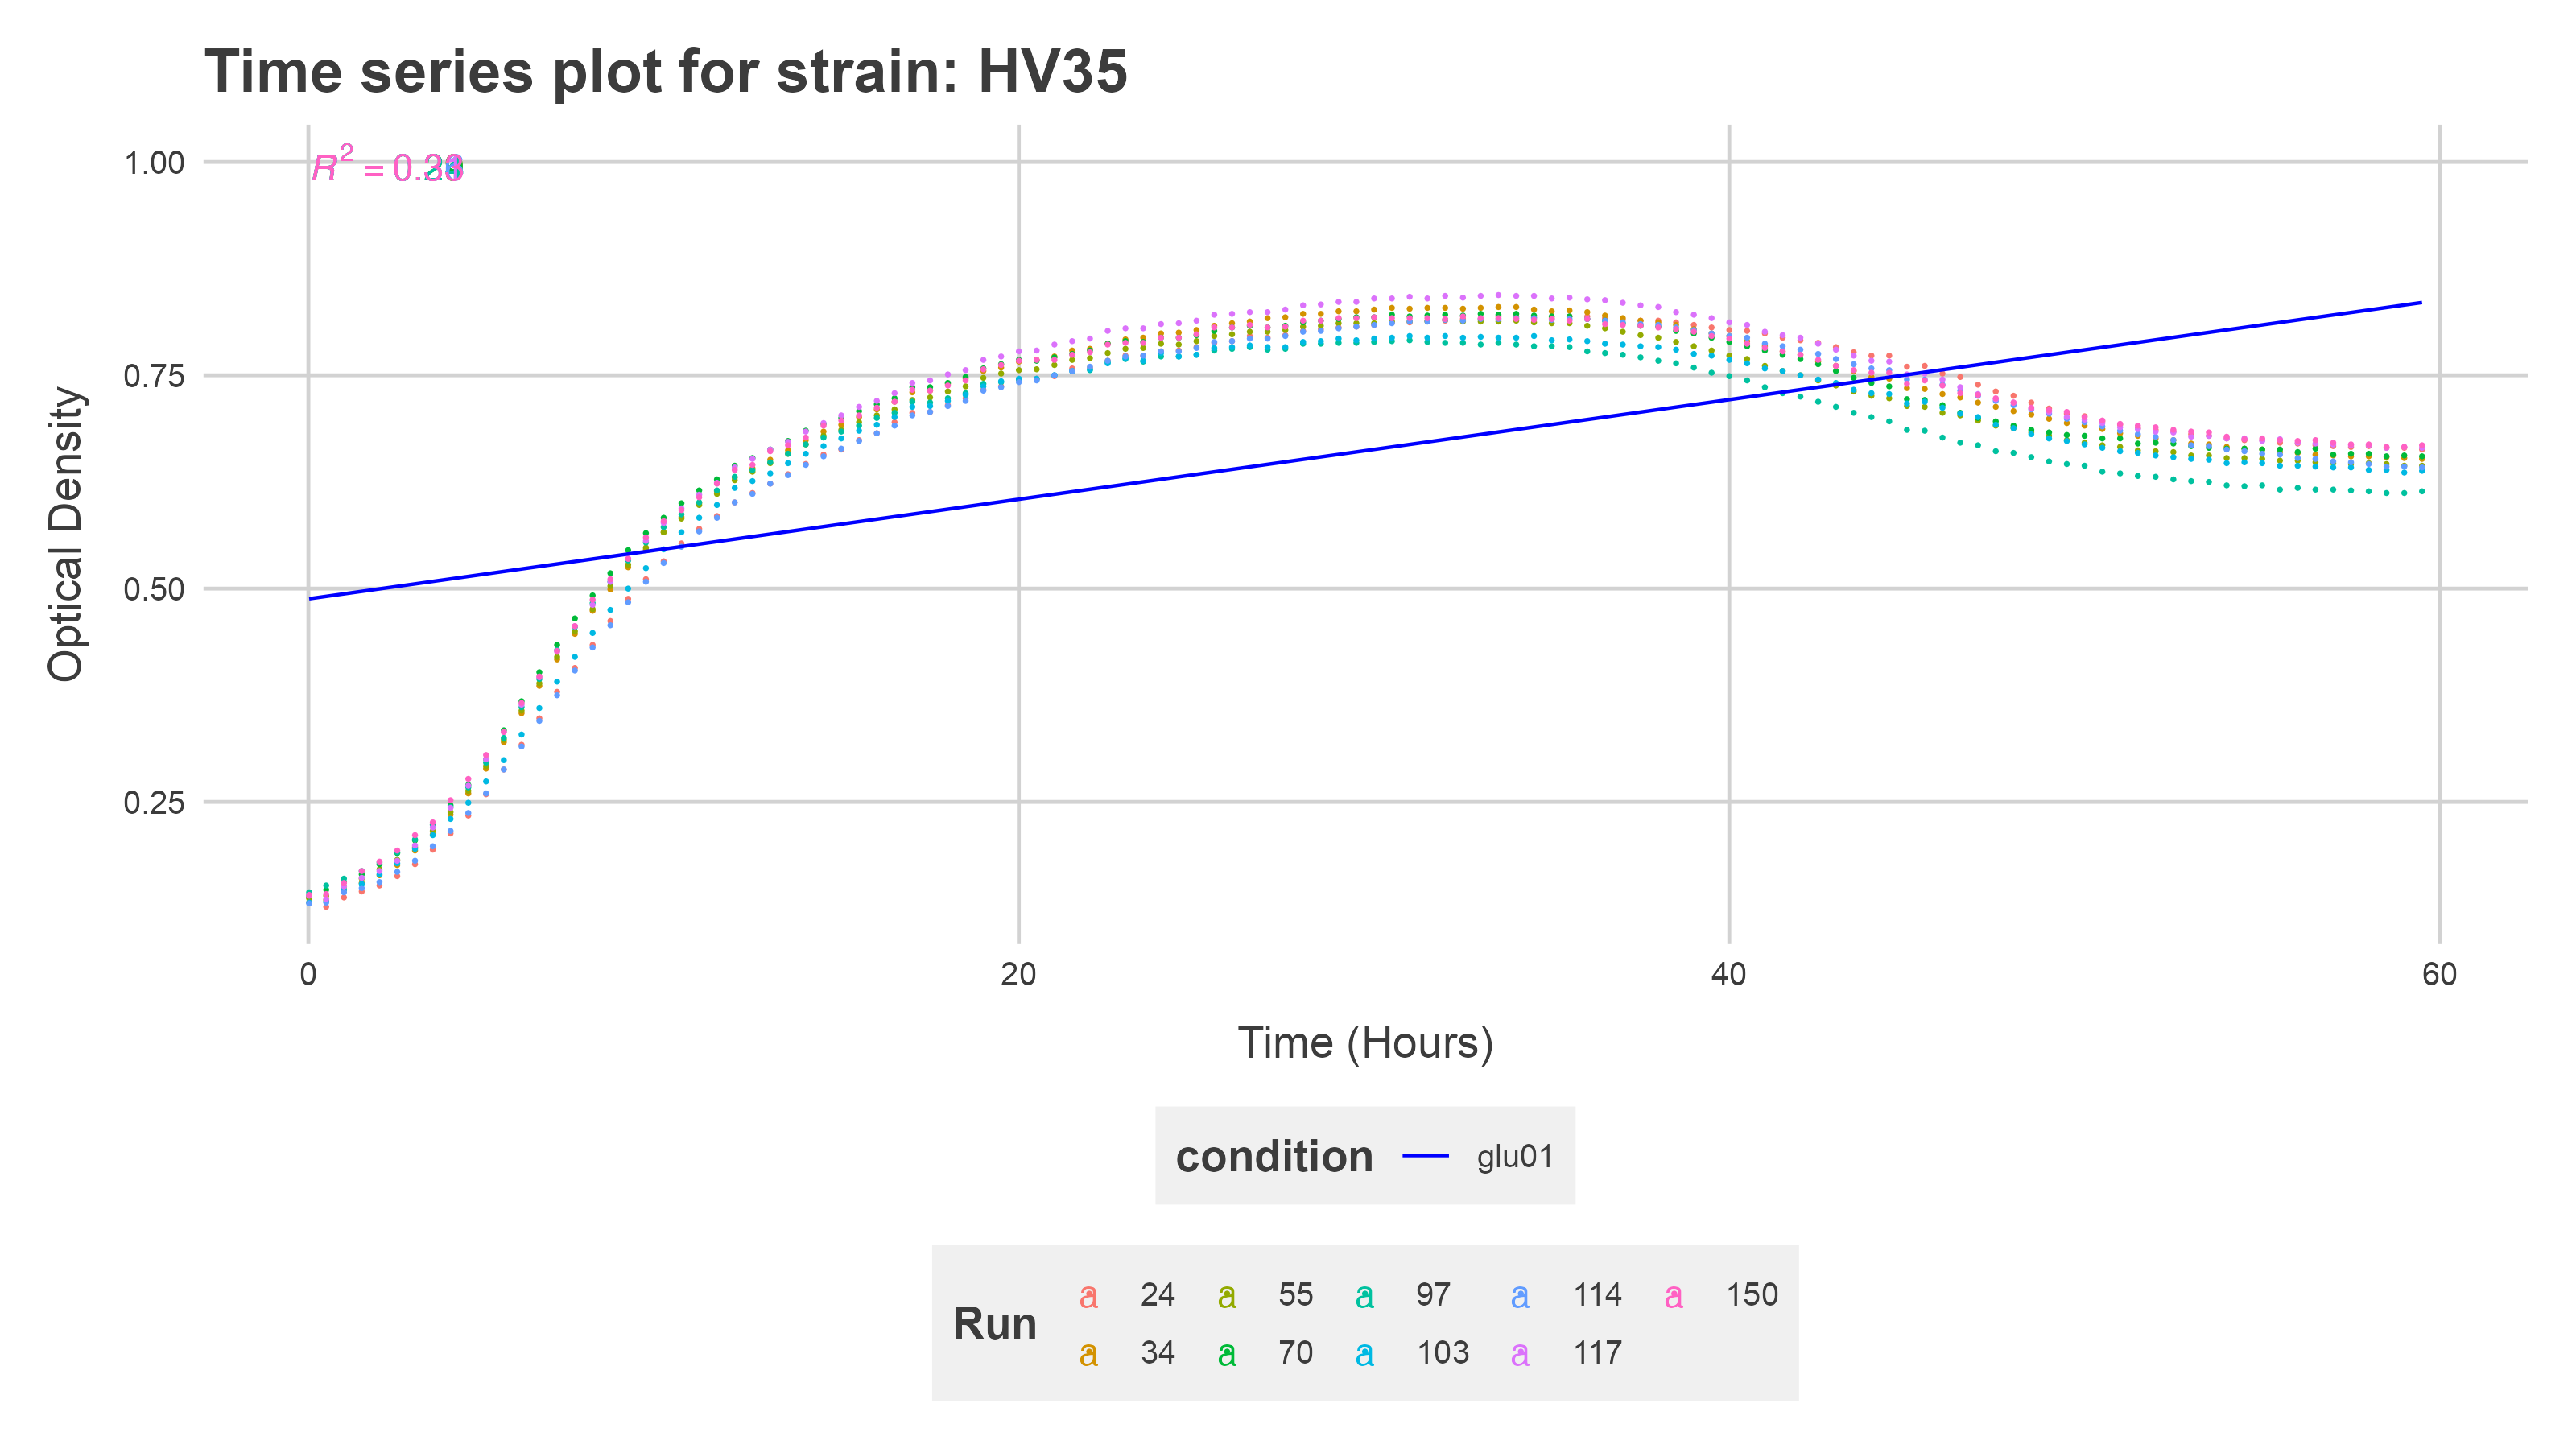 Time series plot for strain: HV35
1.00
0.75
0.50
0.25
Optical Density
0 20 40 60
Time (Hours)
condition glu01
Run a 24 a 55 a 97 a 114 a 150
a 34 a 70 a 103 a 117